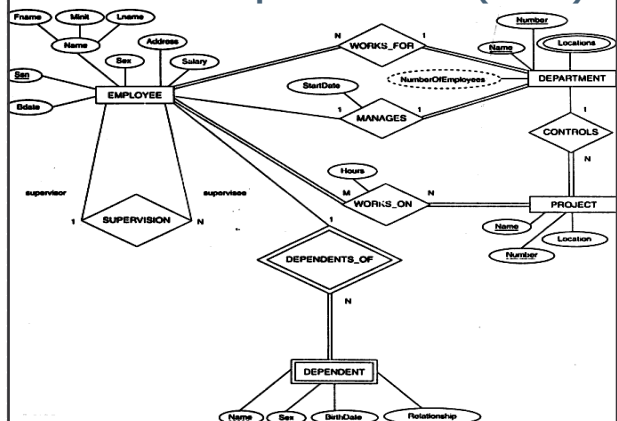 Fname Minit Lname
Number
Address
Name
N
1
Name
Locations
WORKS_FOR
Sex
Salary
Ssn
NumberOfEmployees
DEPARTMENT
StartDate
EMPLOYEE
Bdate
1
1
MANAGES
CONTROLS
Hours
N
supervisor
supervisee
M
N
WORKS_ON
PROJECT
1
SUPERVISION
N
1
Name
Location
Number
DEPENDENTS_OF
N
DEPENDENT
Name Sex BirthDate Relationship